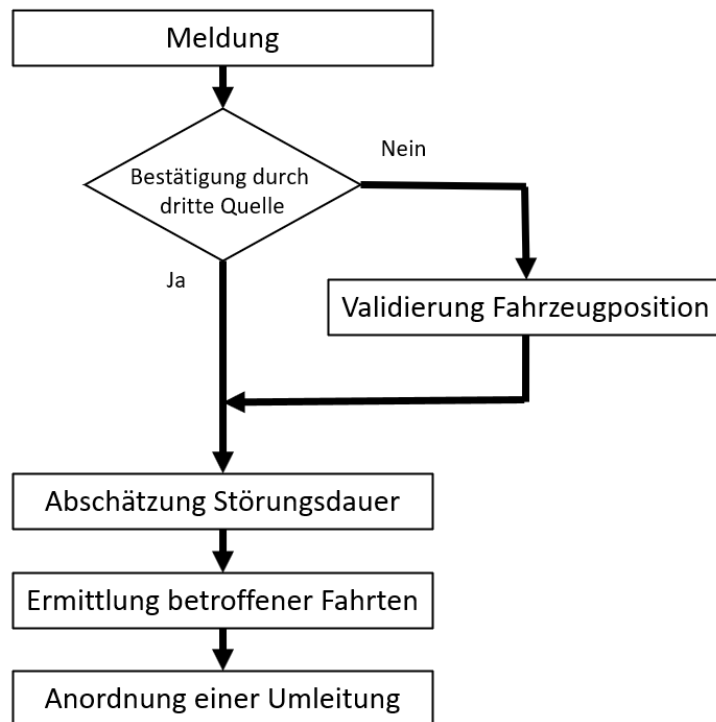 Meldung
Nein
Bestätigung durch
dritte Quelle
Ja
Validierung Fahrzeugposition
Abschätzung Störungsdauer
Ermittlung betroffener Fahrten
Anordnung einer Umleitung